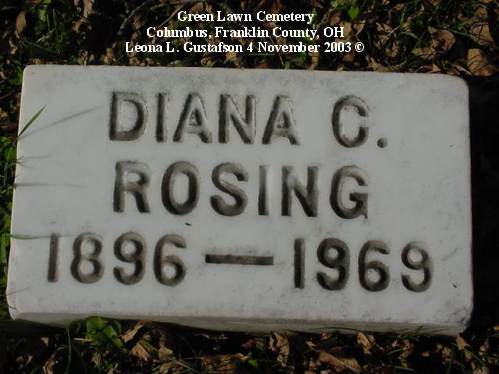 Green Lawn Cemetery
Columbus, Franklin County, OH
Leona L. Gustafson 4 November 2003 ©
DIANA C.
ROSING
1896 — 1969